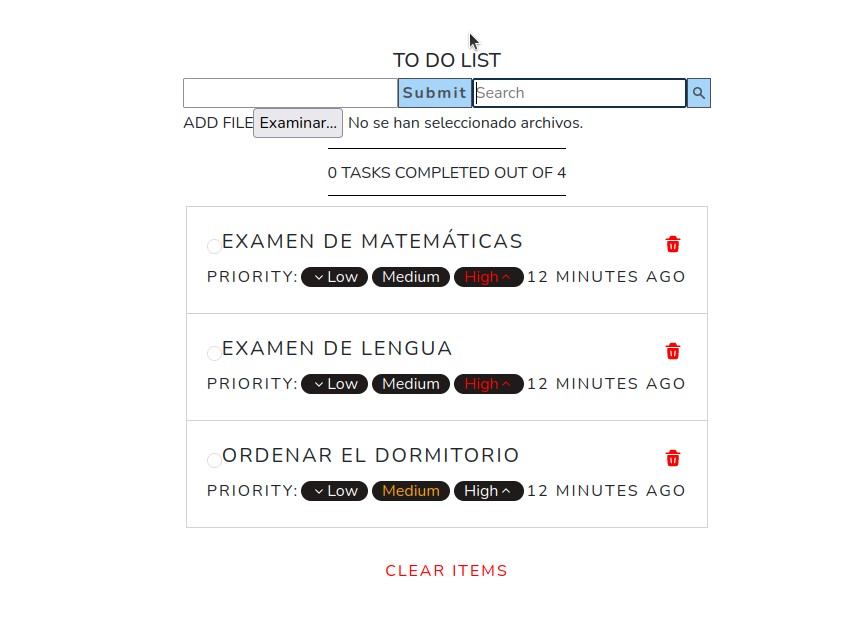 TO DO LIST
Submit Search
ADD FILE Examinar... No se han seleccionado archivos.
0 TASKS COMPLETED OUT OF 4
EXAMEN DE MATEMÁTICAS
PRIORITY: Low Medium High 12 MINUTES AGO
EXAMEN DE LENGUA
PRIORITY: Low Medium High 12 MINUTES AGO
ORDENAR EL DORMITORIO
PRIORITY: Low Medium High 12 MINUTES AGO
CLEAR ITEMS